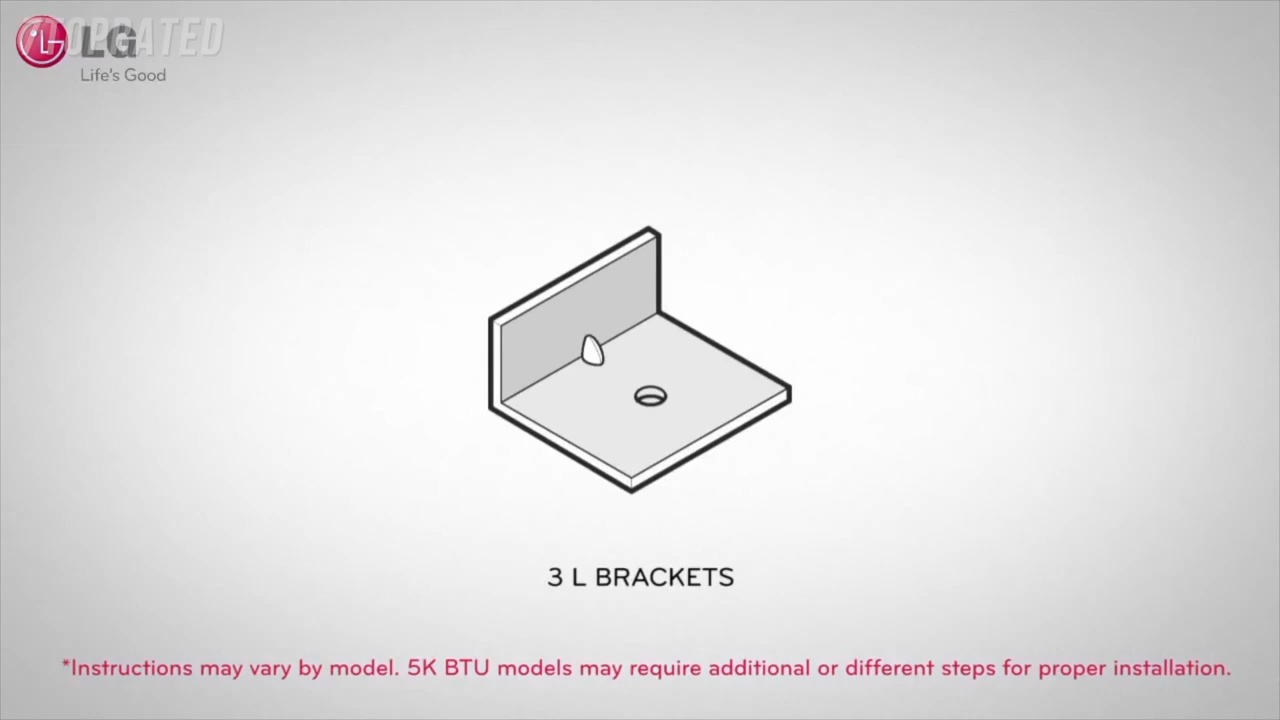 7TOPRATED
LG
Life's Good
3 L BRACKETS
*Instructions may vary by model. 5K BTU models may require additional or different steps for proper installation.